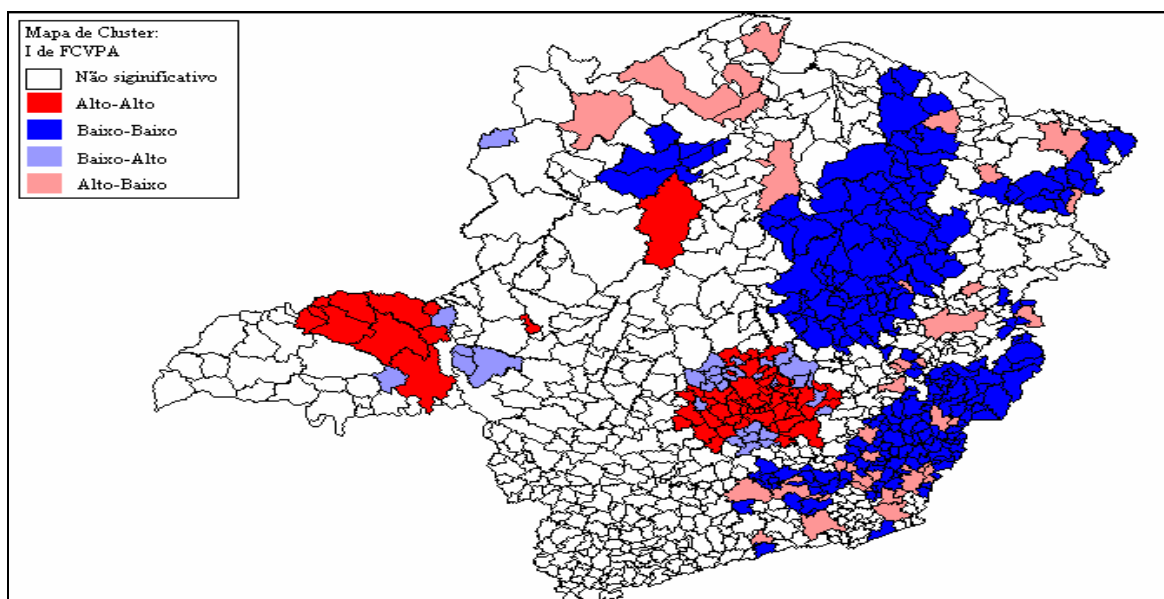 Mapa de Cluster:
I de FCVPA
Não siginificativo
Alto-Alto
Baixo-Baixo
Baixo-Alto
Alto-Baixo